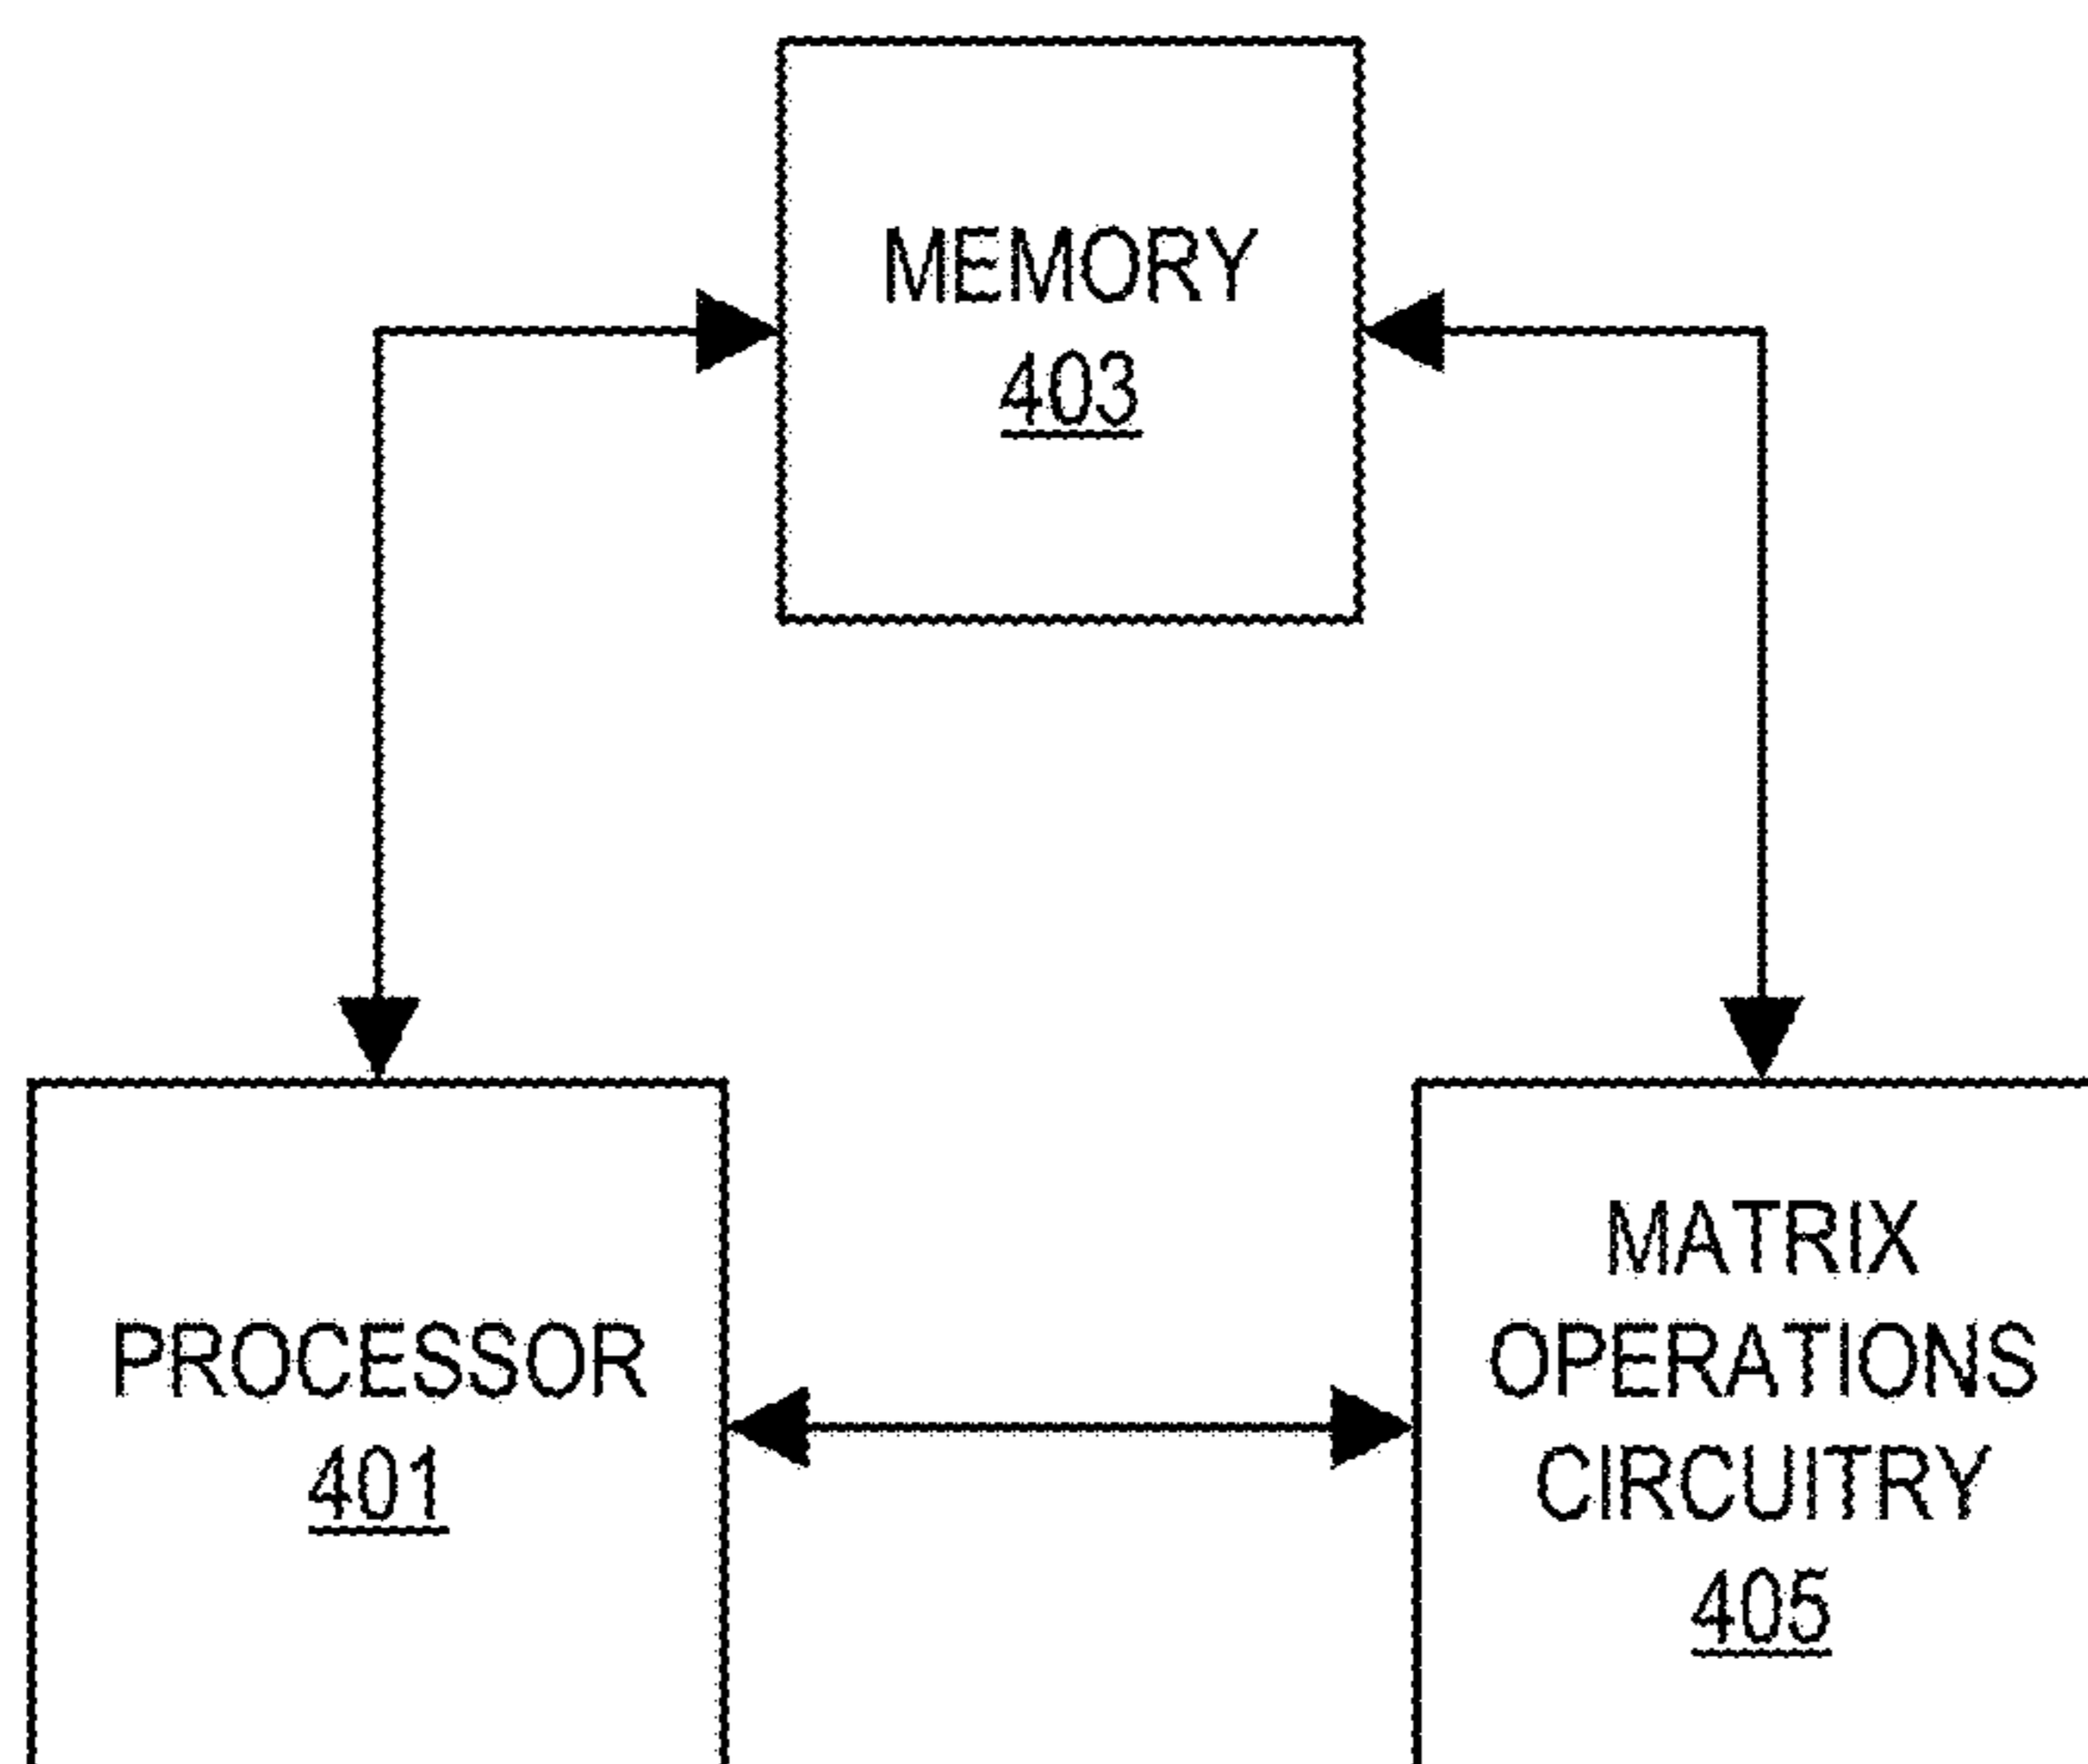 MEMORY
403
PROCESSOR
401
MATRIX
OPERATIONS
CIRCUITRY
405